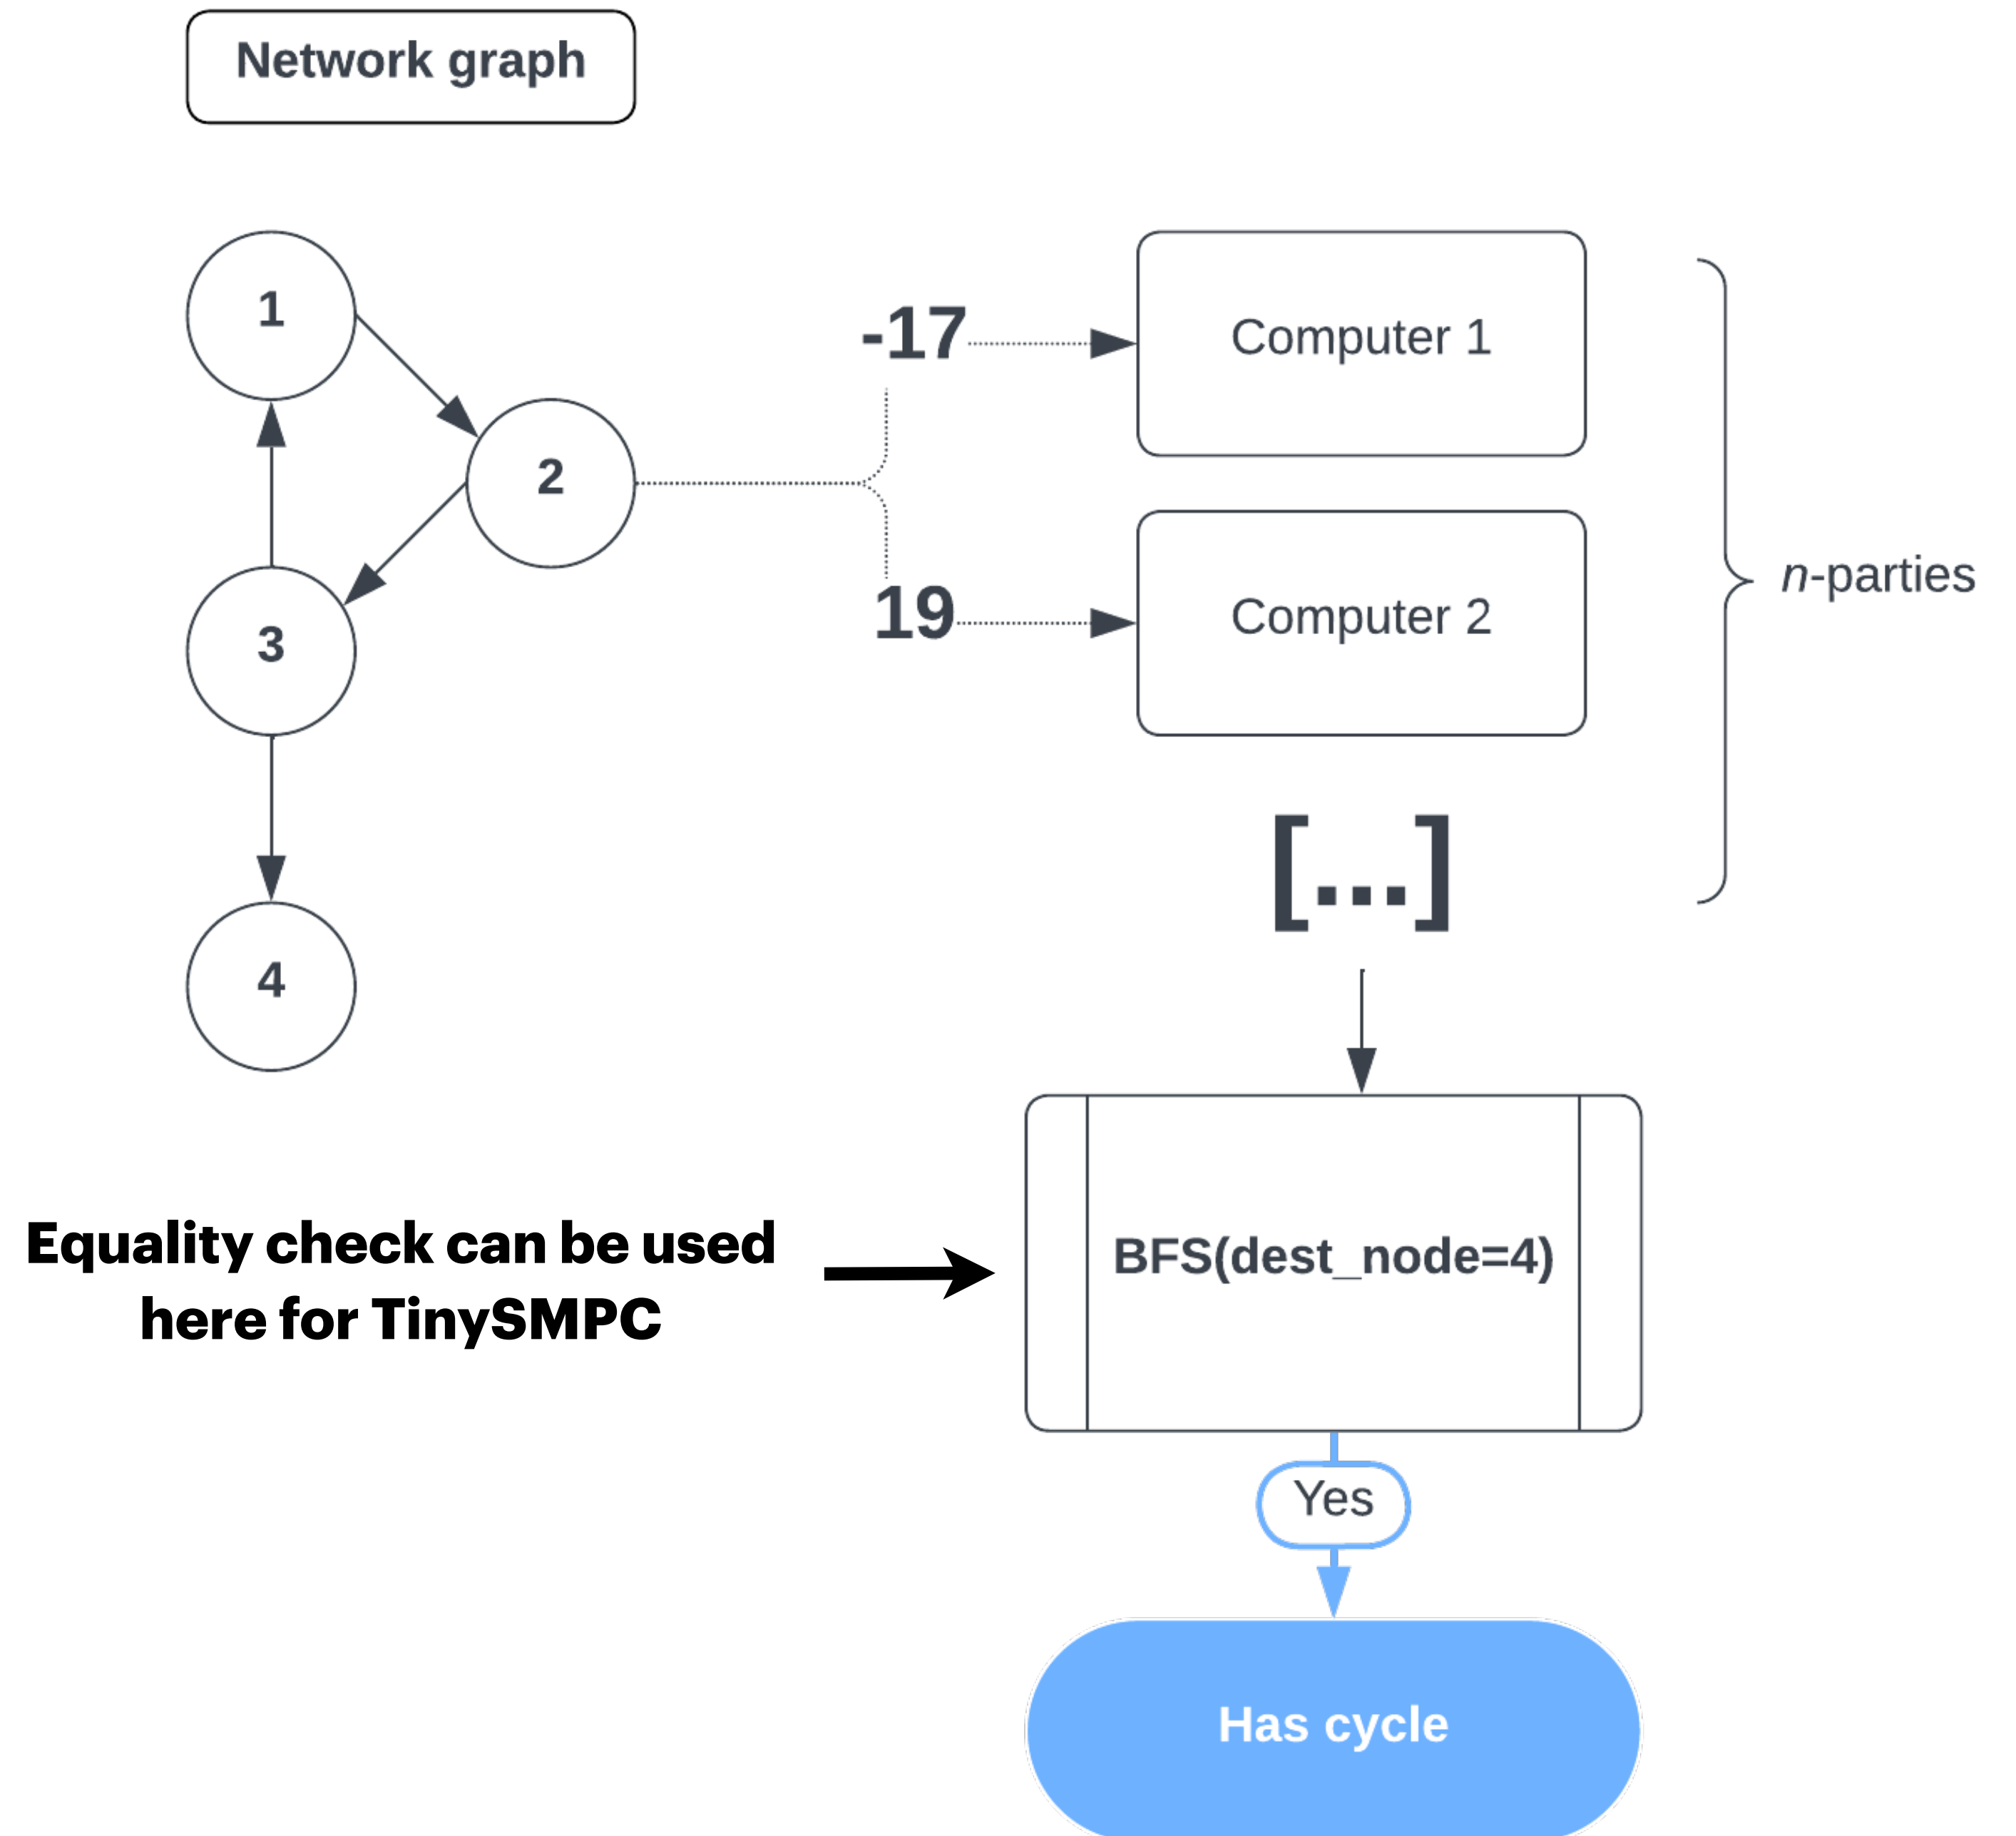 Network graph
1
2
3
4
-17
19
Computer 1
Computer 2
[...]
n-parties
Equality check can be used
here for TinySMPC
BFS(dest_node=4)
Yes
Has cycle